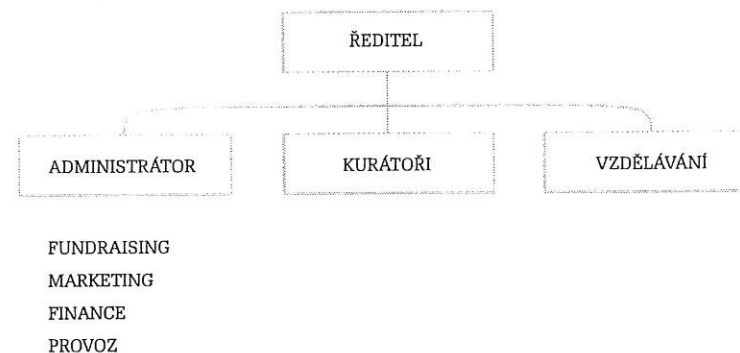 ŘEDITEL
ADMINISTRÁTOR
KURÁTOŘI
VZDĚLÁVÁNÍ
FUNDRAISING
MARKETING
FINANCE
PROVOZ